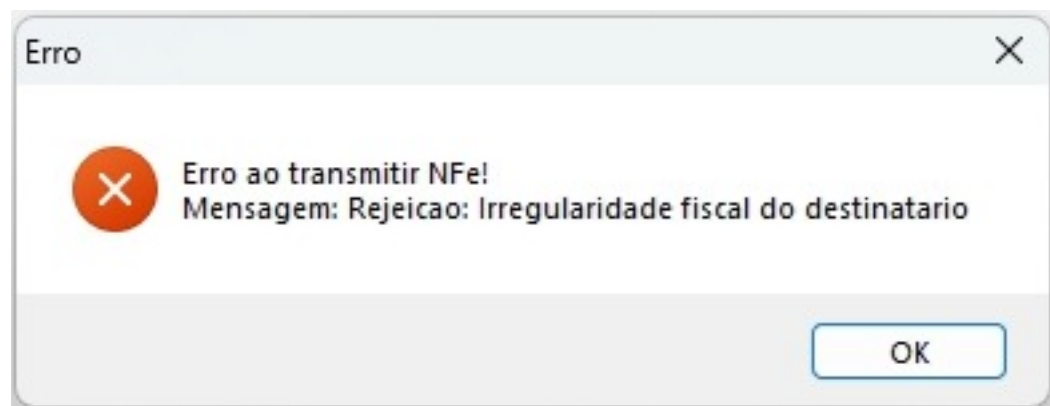 Erro
Erro ao transmitir NFe!
Mensagem: Rejeicao: Irregularidade fiscal do destinatario
OK